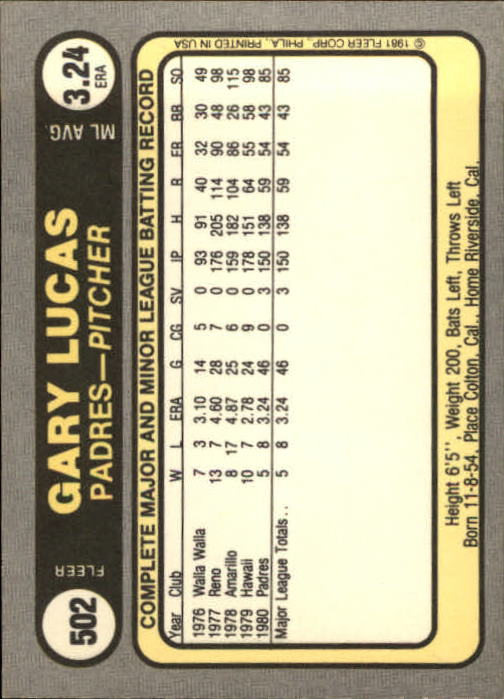 502
FLEER
GARY LUCAS
PADRES—PITCHER
ML AVG.
3.24
ERA
COMPLETE MAJOR AND MINOR LEAGUE BATTING RECORD
Year Club W L ERA G CG SV IP H R ER BB SO
1976 Walla Walla 7 3 3.10 14 5 0 93 91 40 32 30 49
1977 Reno 13 7 4.60 28 7 0 176 205 114 90 48 98
1978 Amarillo 8 17 4.87 25 6 0 159 182 104 86 26 115
1979 Hawaii 10 7 2.78 24 9 0 178 151 64 55 58 98
1980 Padres 5 8 3.24 46 0 3 150 138 59 54 43 85
Major League Totals.. 5 8 3.24 46 0 3 150 138 59 54 43 85
Height 6'5'', Weight 200, Bats Left, Throws Left
Born 11-8-54, Place Colton, Cal., Home Riverside, Cal.
© 1981 FLEER CORP., PHILA., PRINTED IN USA